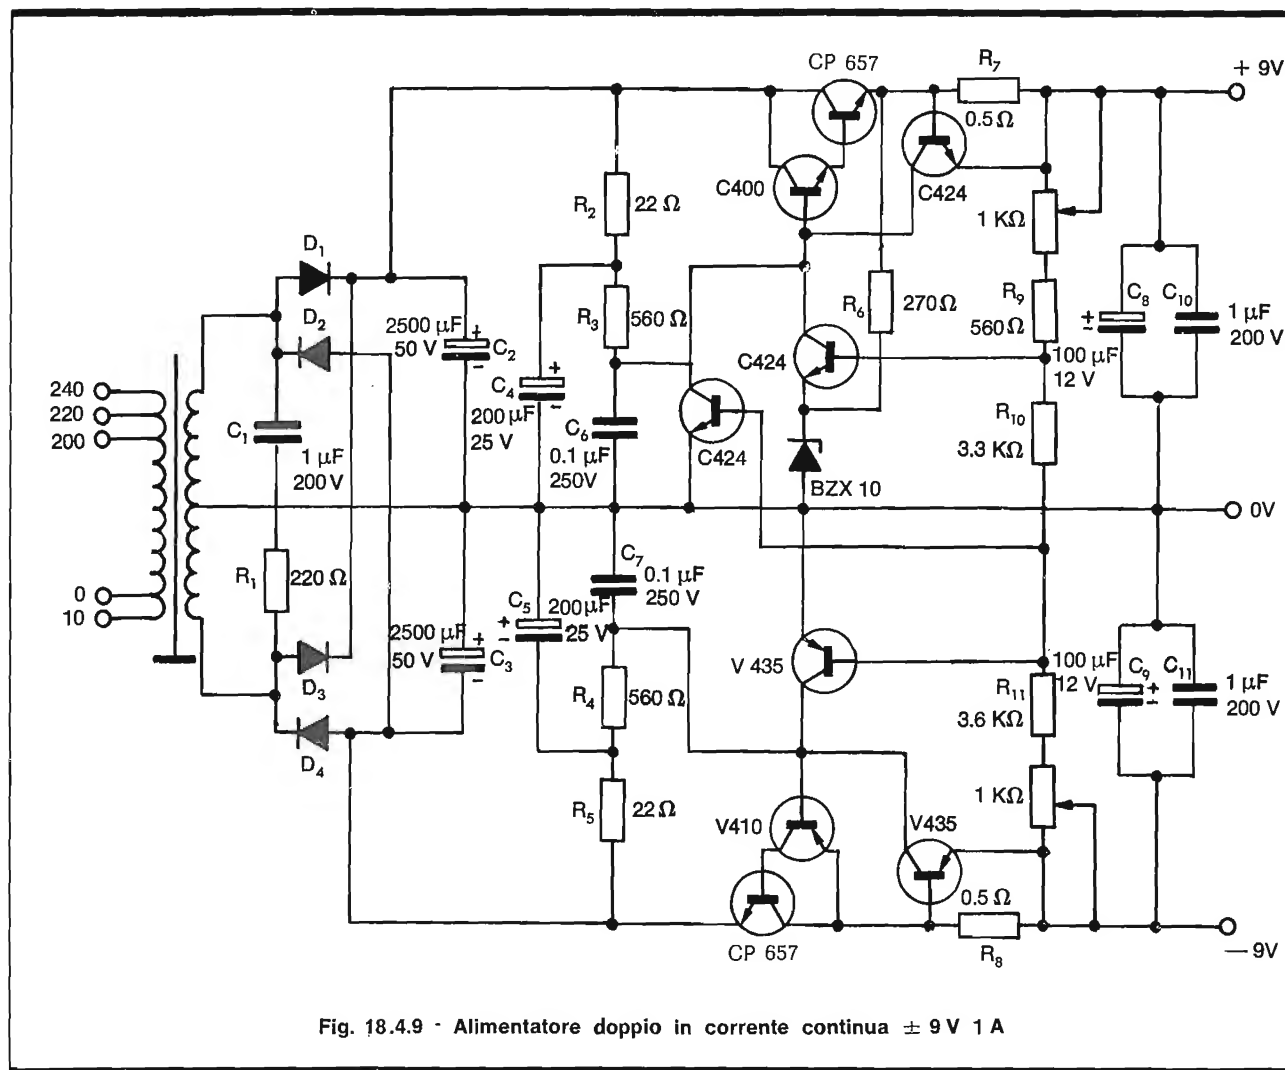 CP 657
R7
+ 9V
0.5 Ω
C400
C424
R2
22 Ω
1 KΩ
D1
D2
R3
560 Ω
R6
270 Ω
R9
560 Ω
C8
+
−
C10
1 µF
200 V
2500 µF
50 V
+
C2
−
C4
+
−
200 µF
25 V
C424
100 µF
12 V
240
220
200
C1
1 µF
200 V
C6
0.1 µF
250V
C424
R10
3.3 KΩ
BZX 10
0V
R1
220 Ω
C7
0.1 µF
250 V
0
10
C5
+
−
200 µF
25 V
2500 µF
50 V
+
C3
−
V 435
100 µF
12 V
C9
+
−
C11
1 µF
200 V
D3
D4
R4
560 Ω
R11
3.6 KΩ
R5
22 Ω
1 KΩ
V410
V435
0.5 Ω
CP 657
R8
— 9V
Fig. 18.4.9 - Alimentatore doppio in corrente continua ± 9 V 1 A